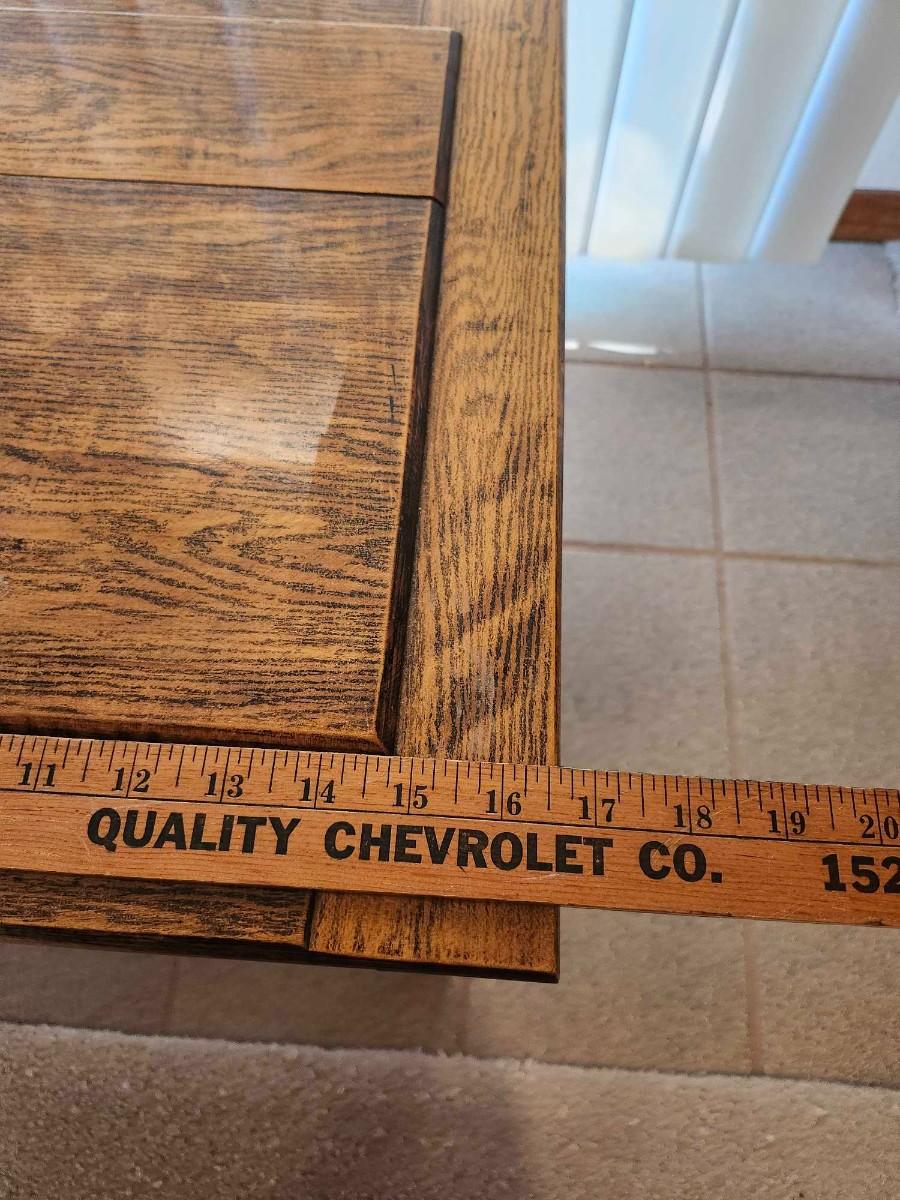 11 12 13 14 15 16 17 18 19 20
QUALITY CHEVROLET CO. 152